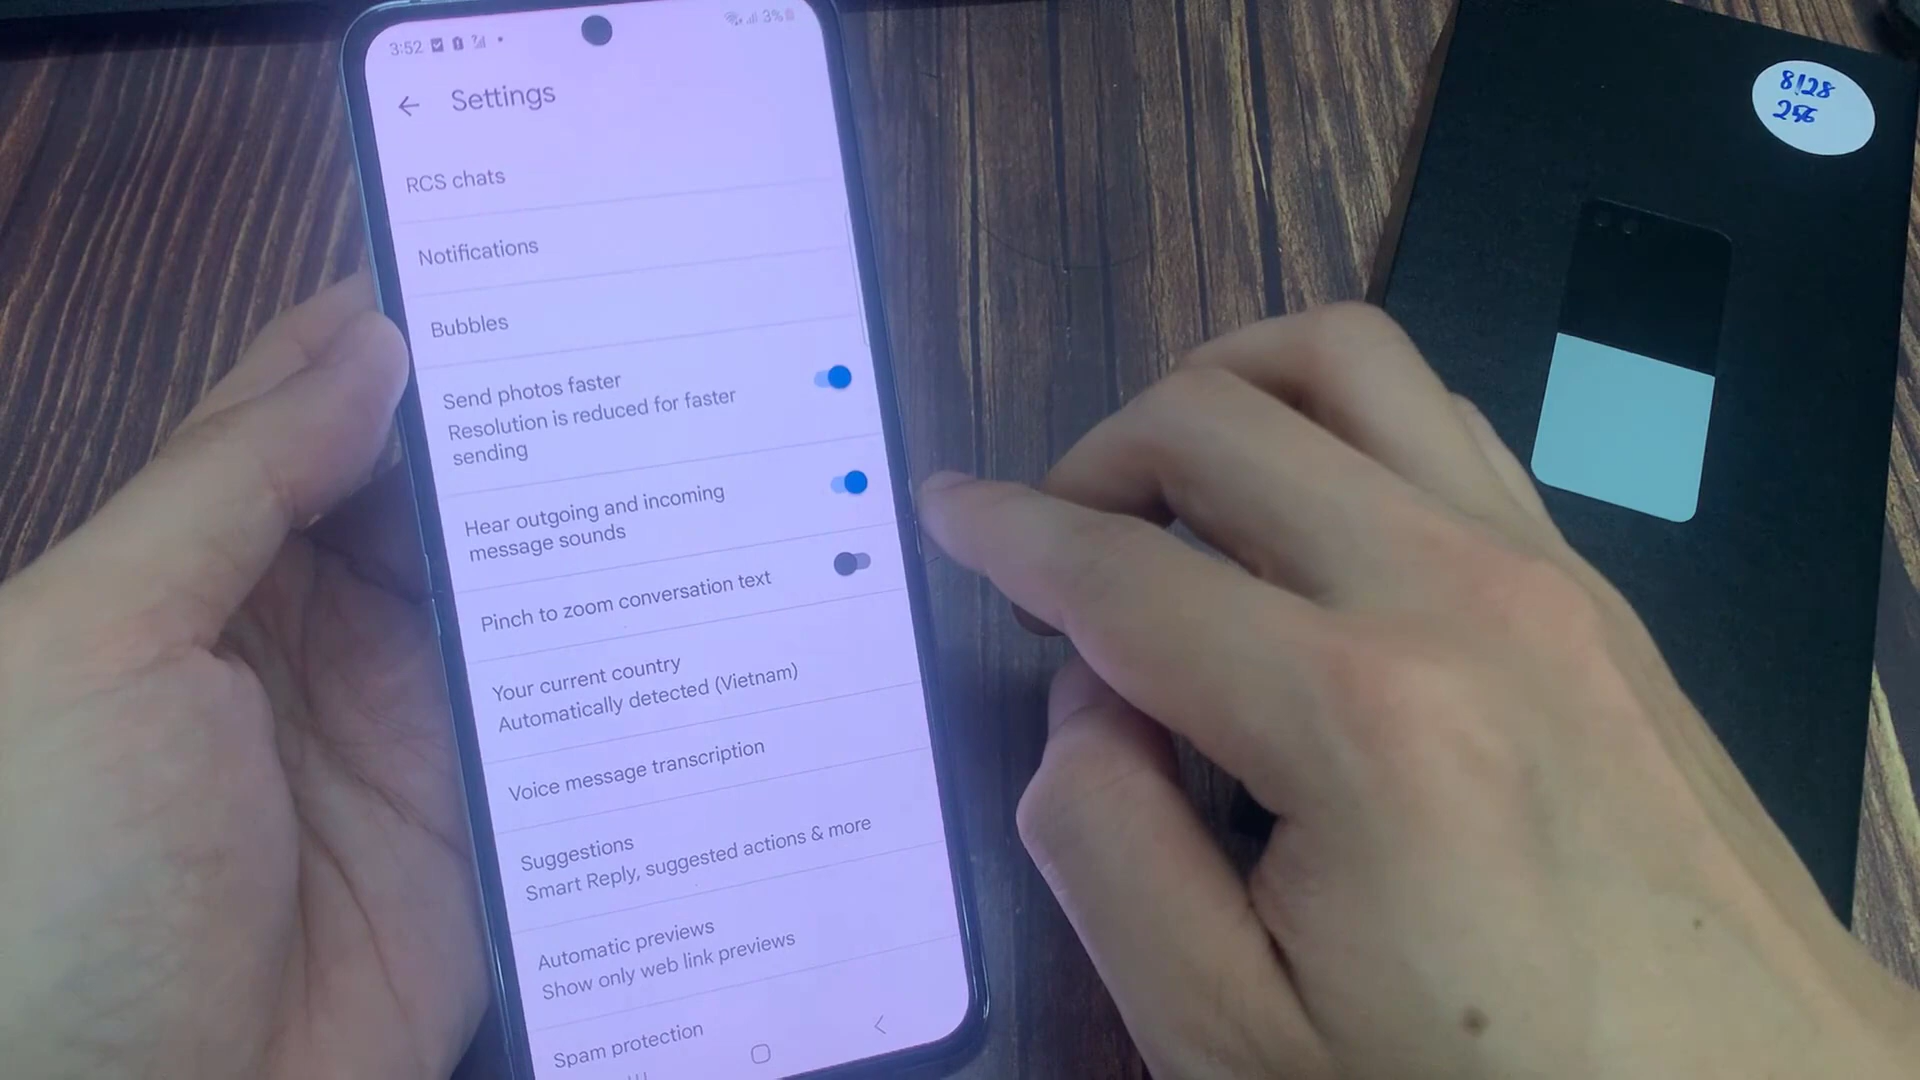 3:52
3%
Settings
RCS chats
Notifications
Bubbles
Send photos faster
Resolution is reduced for faster
sending
Hear outgoing and incoming
message sounds
Pinch to zoom conversation text
Your current country
Automatically detected (Vietnam)
Voice message transcription
Suggestions
Smart Reply, suggested actions & more
Automatic previews
Show only web link previews
Spam protection
8128
256